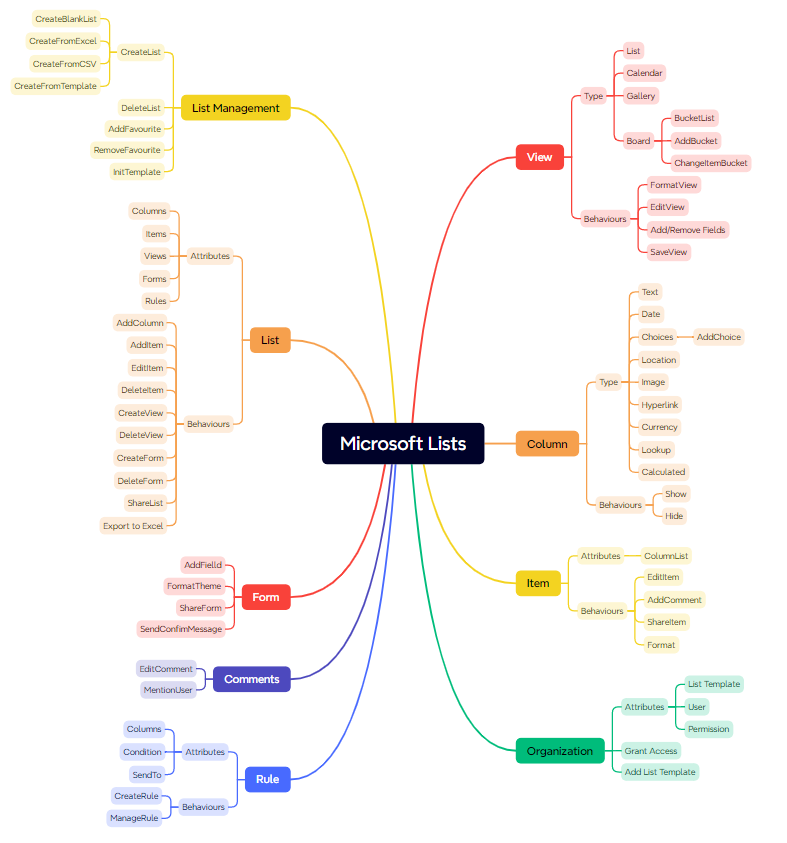 Microsoft Lists
List Management
CreateList
CreateBlankList
CreateFromExcel
CreateFromCSV
CreateFromTemplate
DeleteList
AddFavourite
RemoveFavourite
InitTemplate
List
Attributes
Columns
Items
Views
Forms
Rules
Behaviours
AddColumn
AddItem
EditItem
DeleteItem
CreateView
DeleteView
CreateForm
DeleteForm
ShareList
Export to Excel
Form
AddFielld
FormatTheme
ShareForm
SendConfimMessage
Comments
EditComment
MentionUser
Rule
Attributes
Columns
Condition
SendTo
Behaviours
CreateRule
ManageRule
View
Type
List
Calendar
Gallery
Board
BucketList
AddBucket
ChangeItemBucket
Behaviours
FormatView
EditView
Add/Remove Fields
SaveView
Column
Type
Text
Date
Choices
AddChoice
Location
Image
Hyperlink
Currency
Lookup
Calculated
Behaviours
Show
Hide
Item
Attributes
ColumnList
Behaviours
EditItem
AddComment
ShareItem
Format
Organization
Attributes
List Template
User
Permission
Grant Access
Add List Template